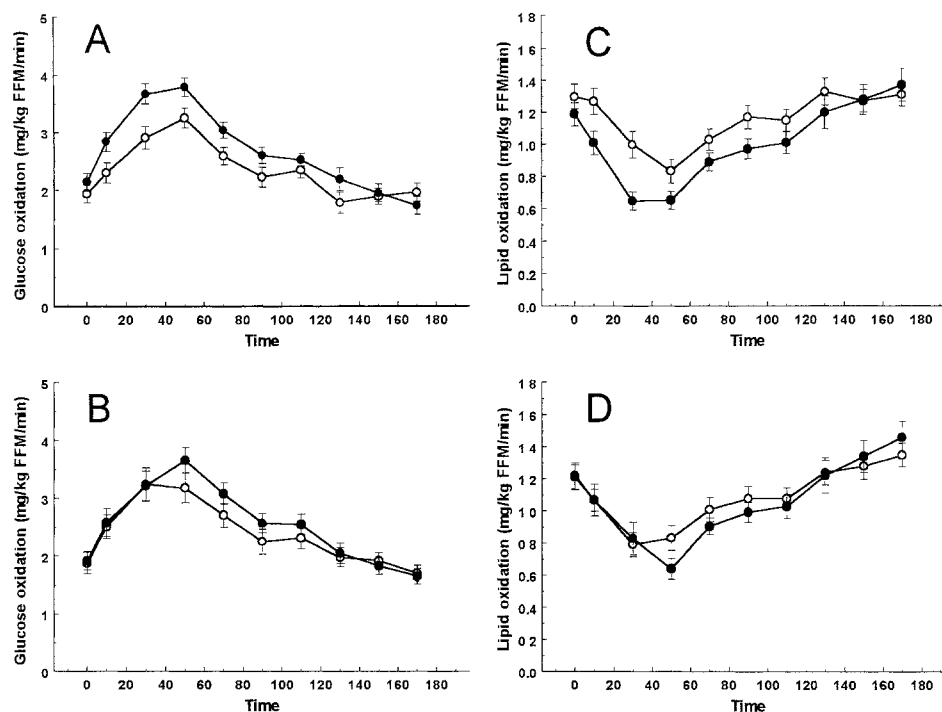 A
Glucose oxidation (mg/kg FFM/min)
5
4
3
2
1
0
0 20 40 60 80 100 120 140 160 180
Time
C
Lipid oxidation (mg/kg FFM/min)
1.8
1.6
1.4
1.2
1.0
0.8
0.6
0.4
0.2
0.0
0 20 40 60 80 100 120 140 160 180
Time
B
Glucose oxidation (mg/kg FFM/min)
5
4
3
2
1
0
0 20 40 60 80 100 120 140 160 180
Time
D
Lipid oxidation (mg/kg FFM/min)
1 8
1 6
1 4
1 2
1 0
0 8
0 6
0 4
0 2
0 0
0 20 40 60 80 100 120 140 160 180
Time